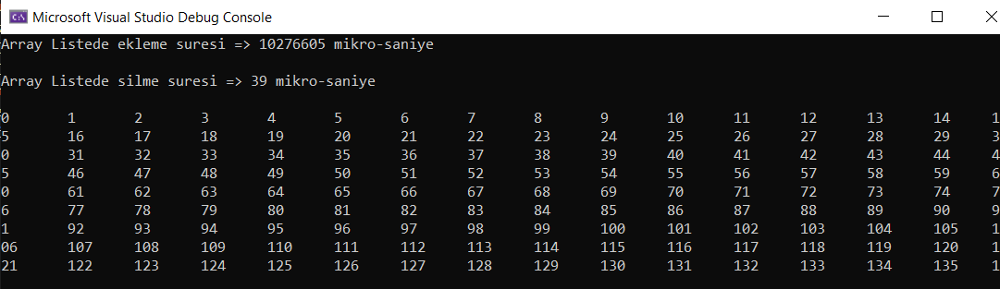 Microsoft Visual Studio Debug Console
Array Listede ekleme suresi => 10276605 mikro-saniye
Array Listede silme suresi => 39 mikro-saniye
0 1 2 3 4 5 6 7 8 9 10 11 12 13 14 1
5 16 17 18 19 20 21 22 23 24 25 26 27 28 29 3
0 31 32 33 34 35 36 37 38 39 40 41 42 43 44 4
5 46 47 48 49 50 51 52 53 54 55 56 57 58 59 6
0 61 62 63 64 65 66 67 68 69 70 71 72 73 74 7
6 77 78 79 80 81 82 83 84 85 86 87 88 89 90 9
1 92 93 94 95 96 97 98 99 100 101 102 103 104 105 1
06 107 108 109 110 111 112 113 114 115 116 117 118 119 120 1
21 122 123 124 125 126 127 128 129 130 131 132 133 134 135 1